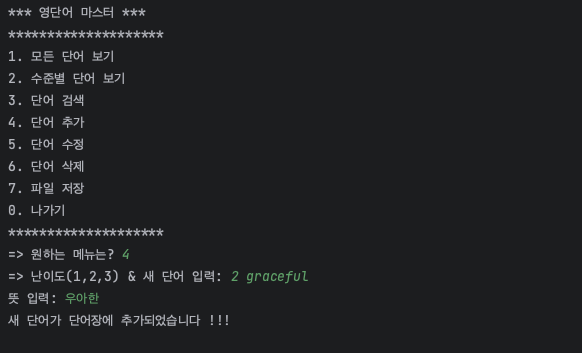 *** 영단어 마스터 ***
********************
1. 모든 단어 보기
2. 수준별 단어 보기
3. 단어 검색
4. 단어 추가
5. 단어 수정
6. 단어 삭제
7. 파일 저장
0. 나가기
********************
=> 원하는 메뉴는? 4
=> 난이도(1,2,3) & 새 단어 입력: 2 graceful
뜻 입력: 우아한
새 단어가 단어장에 추가되었습니다 !!!